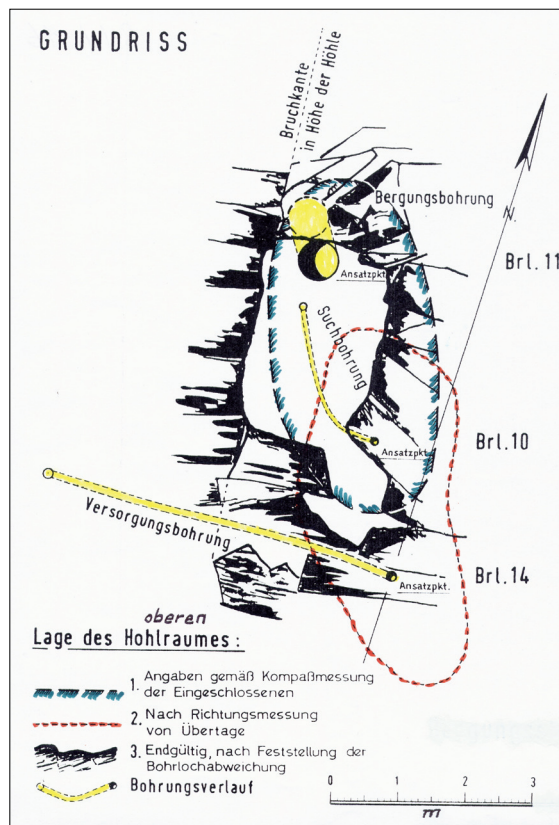 GRUNDRISS
Bruchkante
in Höhe der Höhle
Bergungsbohrung
N.
Brl. 11
Ansatzpkt.
Suchbohrung
Brl. 10
Ansatzpkt.
Versorgungsbohrung
Brl. 14
Ansatzpkt.
oberen
Lage des Hohlraumes :
1. Angaben gemäß Kompaßmessung
der Eingeschlossenen
2. Nach Richtungsmessung
von Übertage
3. Endgültig, nach Feststellung der
Bohrlochabweichung
Bohrungsverlauf
0 1 2 3
m